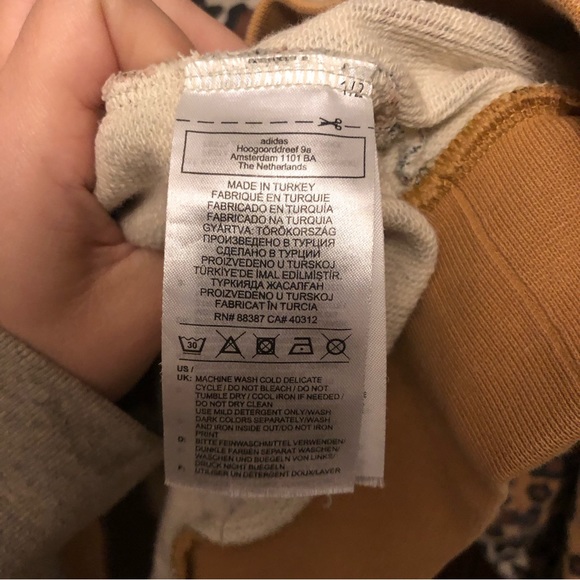 1/2
adidas
Hoogoorddreef 9a
Amsterdam 1101 BA
The Netherlands
MADE IN TURKEY
FABRIQUÉ EN TURQUIE
FABRICADO EN TURQUÍA
FABRICADO NA TURQUIA
GYÁRTVA: TÖRÖKORSZÁG
ПРОИЗВЕДЕНО В ТУРЦИЯ
СДЕЛАНО В ТУРЦИИ
PROIZVEDENO U TURSKOJ
TÜRKİYE'DE IMAL EDİLMİŞTİR.
ТУРКИЯДА ЖАСАЛҒАН
PROIZVEDENO U TURSKOJ
FABRICAT ÎN TURCIA
RN# 88387 CA# 40312
30
US /
UK: MACHINE WASH COLD DELICATE
CYCLE / DO NOT BLEACH / DO NOT
TUMBLE DRY / COOL IRON IF NEEDED /
DO NOT DRY CLEAN
USE MILD DETERGENT ONLY/WASH
DARK COLORS SEPARATELY/WASH
AND IRON INSIDE OUT/DO NOT IRON
PRINT
D: BITTE FEINWASCHMITTEL VERWENDEN/
DUNKLE FARBEN SEPARAT WASCHEN/
WASCHEN UND BUEGELN VON LINKS/
DRUCK NICHT BUEGELN
F: UTILISER UN DETERGENT DOUX/LAVER